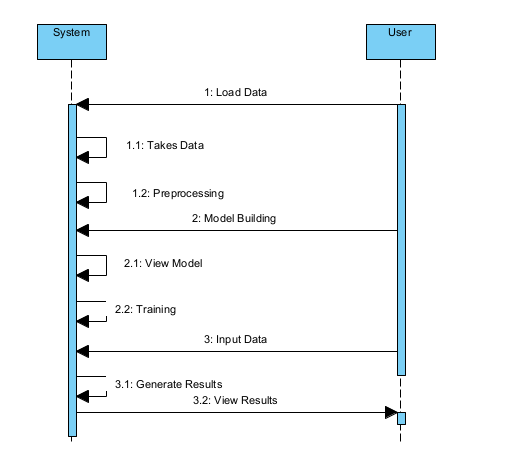 System
User
1: Load Data
1.1: Takes Data
1.2: Preprocessing
2: Model Building
2.1: View Model
2.2: Training
3: Input Data
3.1: Generate Results
3.2: View Results